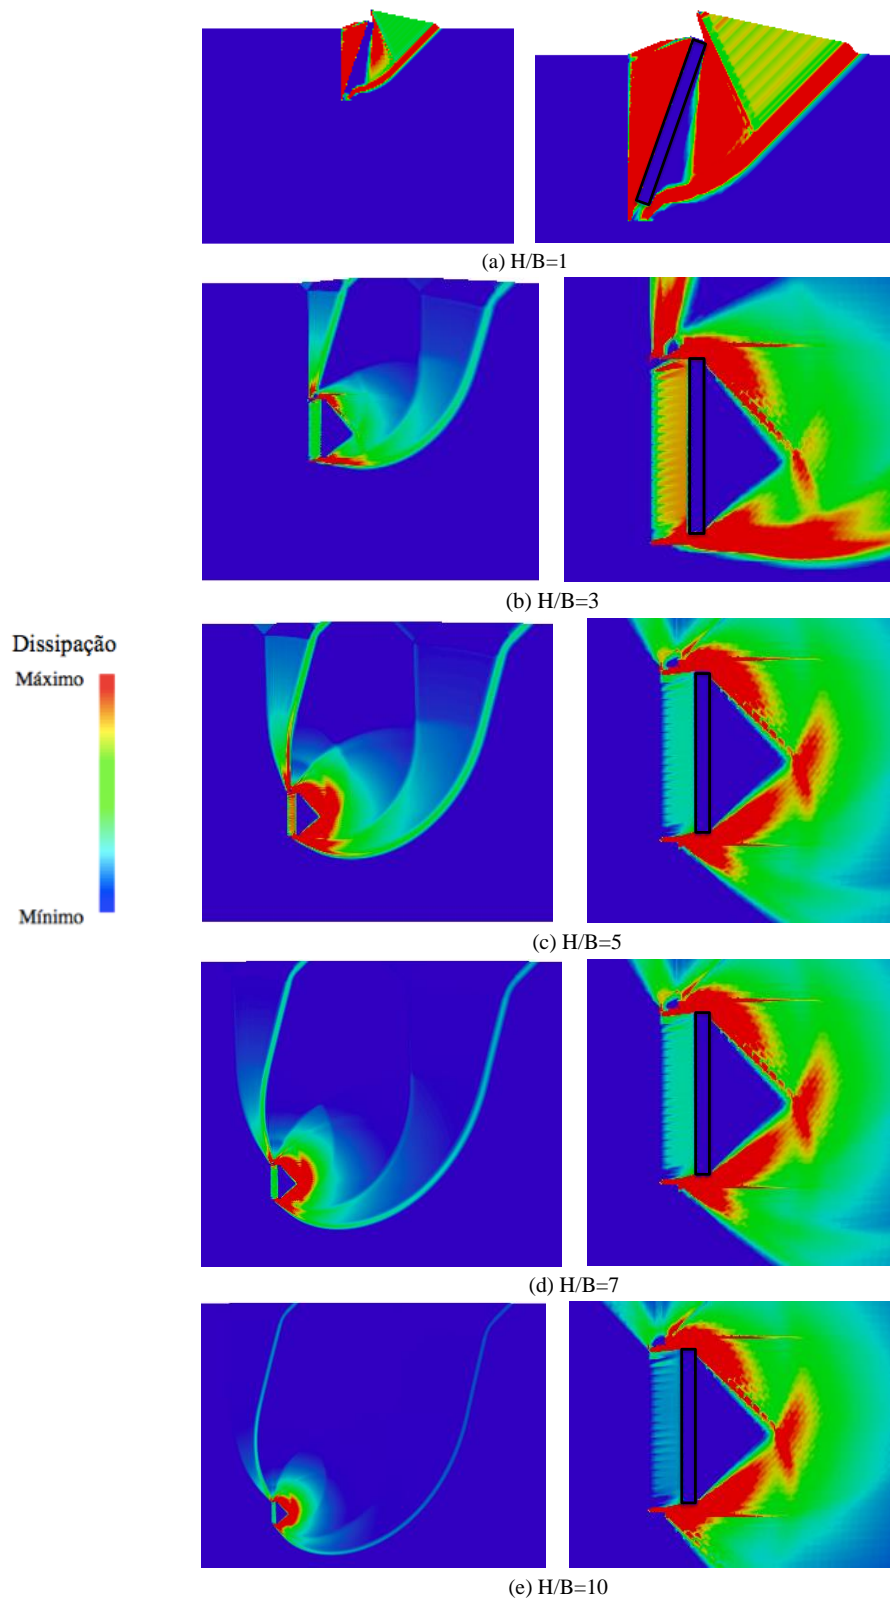 (a) H/B=1
(b) H/B=3
Dissipação
Máximo
Mínimo
(c) H/B=5
(d) H/B=7
(e) H/B=10